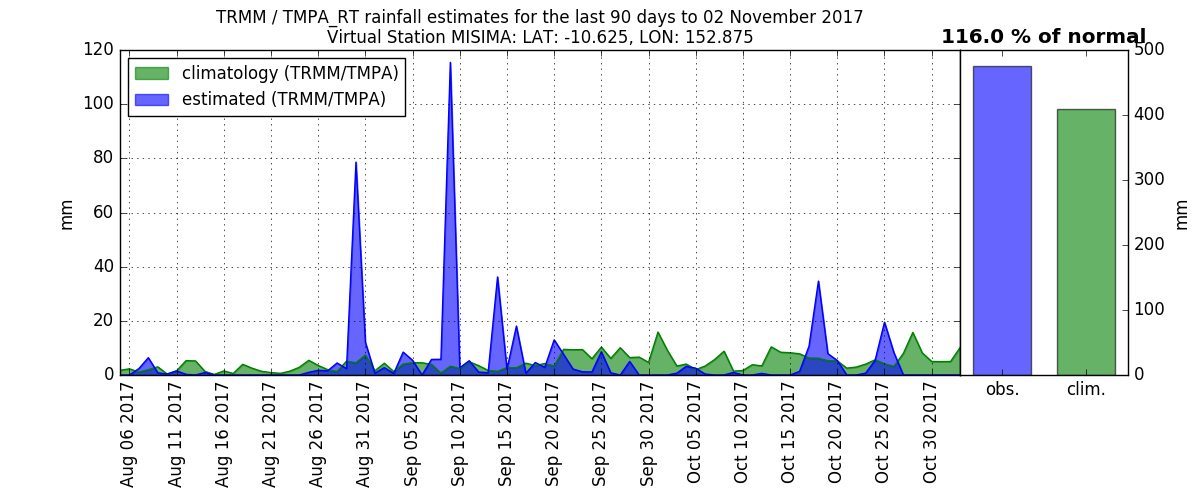 TRMM / TMPA_RT rainfall estimates for the last 90 days to 02 November 2017
Virtual Station MISIMA: LAT: -10.625, LON: 152.875
116.0 % of normal
climatology (TRMM/TMPA)
estimated (TRMM/TMPA)
120
100
80
60
40
20
0
mm
Aug 06 2017
Aug 11 2017
Aug 16 2017
Aug 21 2017
Aug 26 2017
Aug 31 2017
Sep 05 2017
Sep 10 2017
Sep 15 2017
Sep 20 2017
Sep 25 2017
Sep 30 2017
Oct 05 2017
Oct 10 2017
Oct 15 2017
Oct 20 2017
Oct 25 2017
Oct 30 2017
500
400
300
200
100
0
mm
obs.
clim.